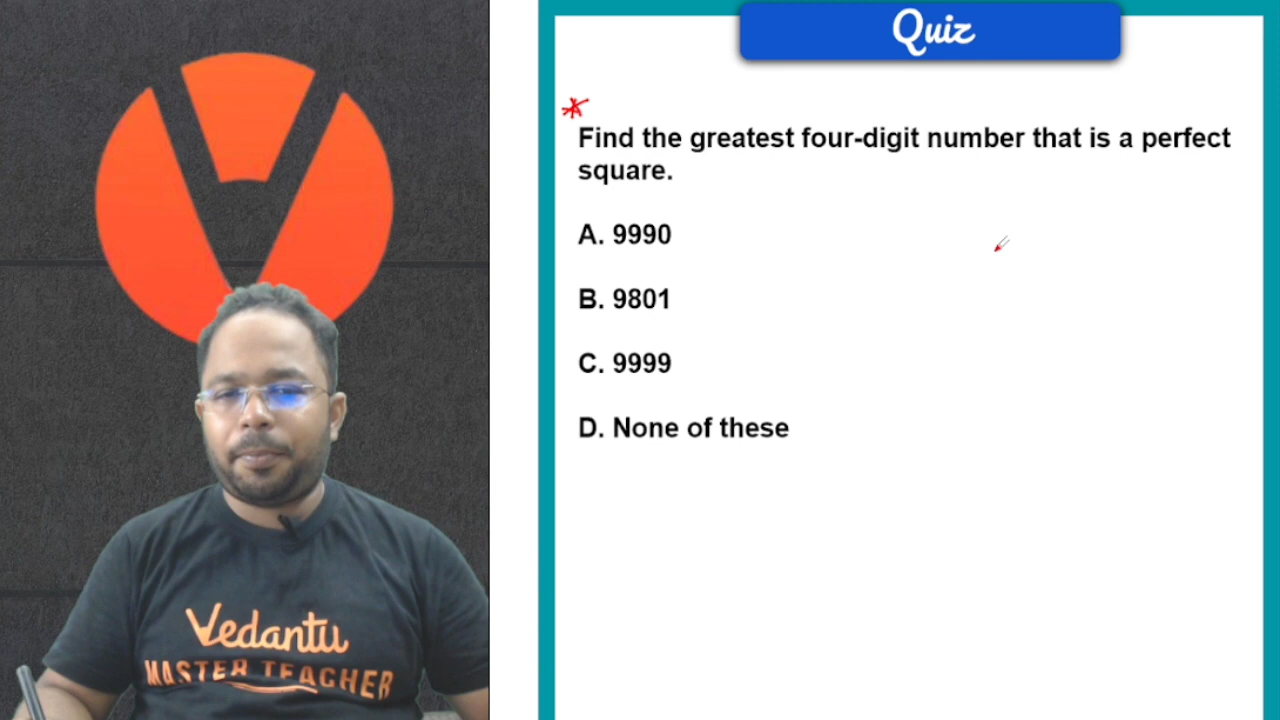 Quiz
Find the greatest four-digit number that is a perfect
square.
A. 9990
B. 9801
C. 9999
D. None of these
Vedantu
MASTER TEACHER